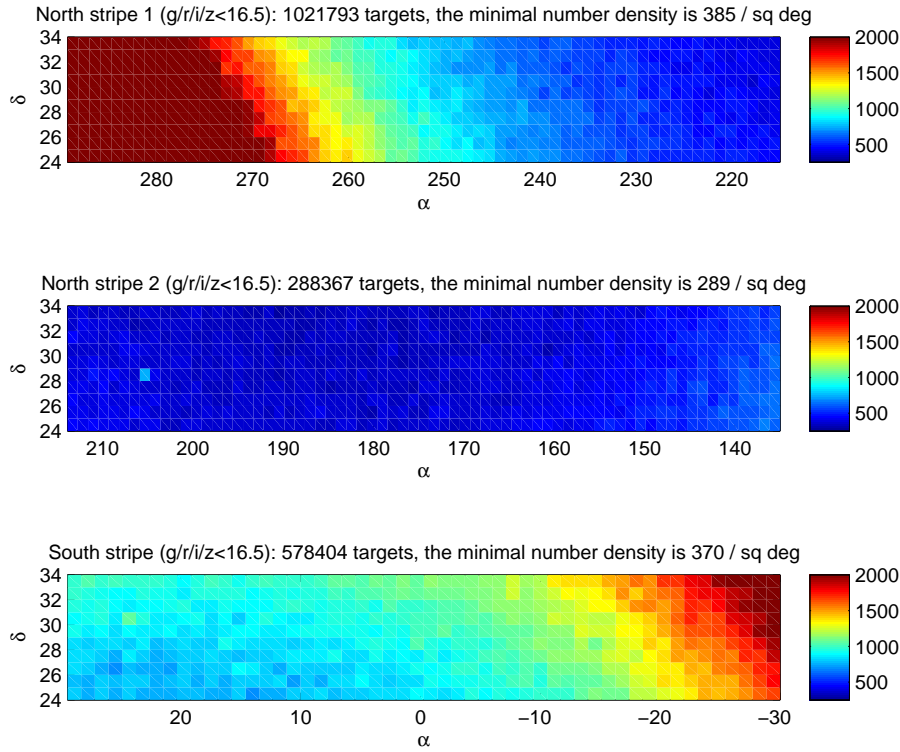 North stripe 1 (g/r/i/z<16.5): 1021793 targets, the minimal number density is 385 / sq deg
34
32
30
28
26
24
δ
280 270 260 250 240 230 220
α
2000
1500
1000
500
North stripe 2 (g/r/i/z<16.5): 288367 targets, the minimal number density is 289 / sq deg
34
32
30
28
26
24
δ
210 200 190 180 170 160 150 140
α
2000
1500
1000
500
South stripe (g/r/i/z<16.5): 578404 targets, the minimal number density is 370 / sq deg
34
32
30
28
26
24
δ
20 10 0 −10 −20 −30
α
2000
1500
1000
500